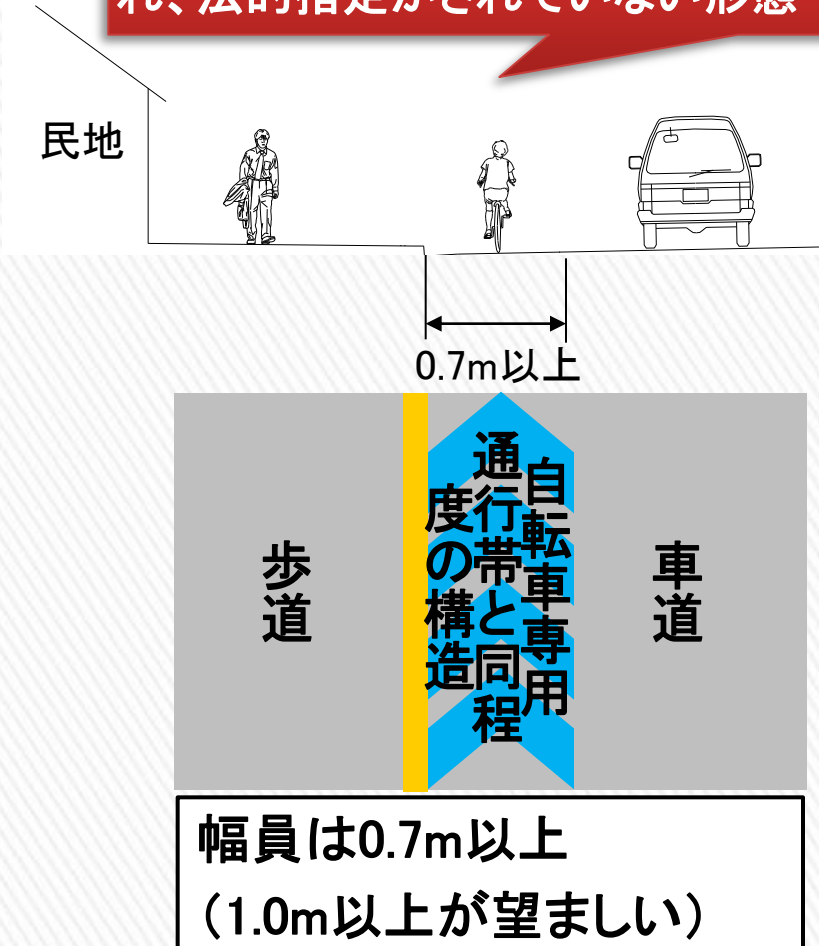 れ、法的指定がされていない形態
民地
0.7m以上
歩道
自転車専用
通行帯と同程
度の構造
車道
幅員は0.7m以上
（1.0m以上が望ましい）